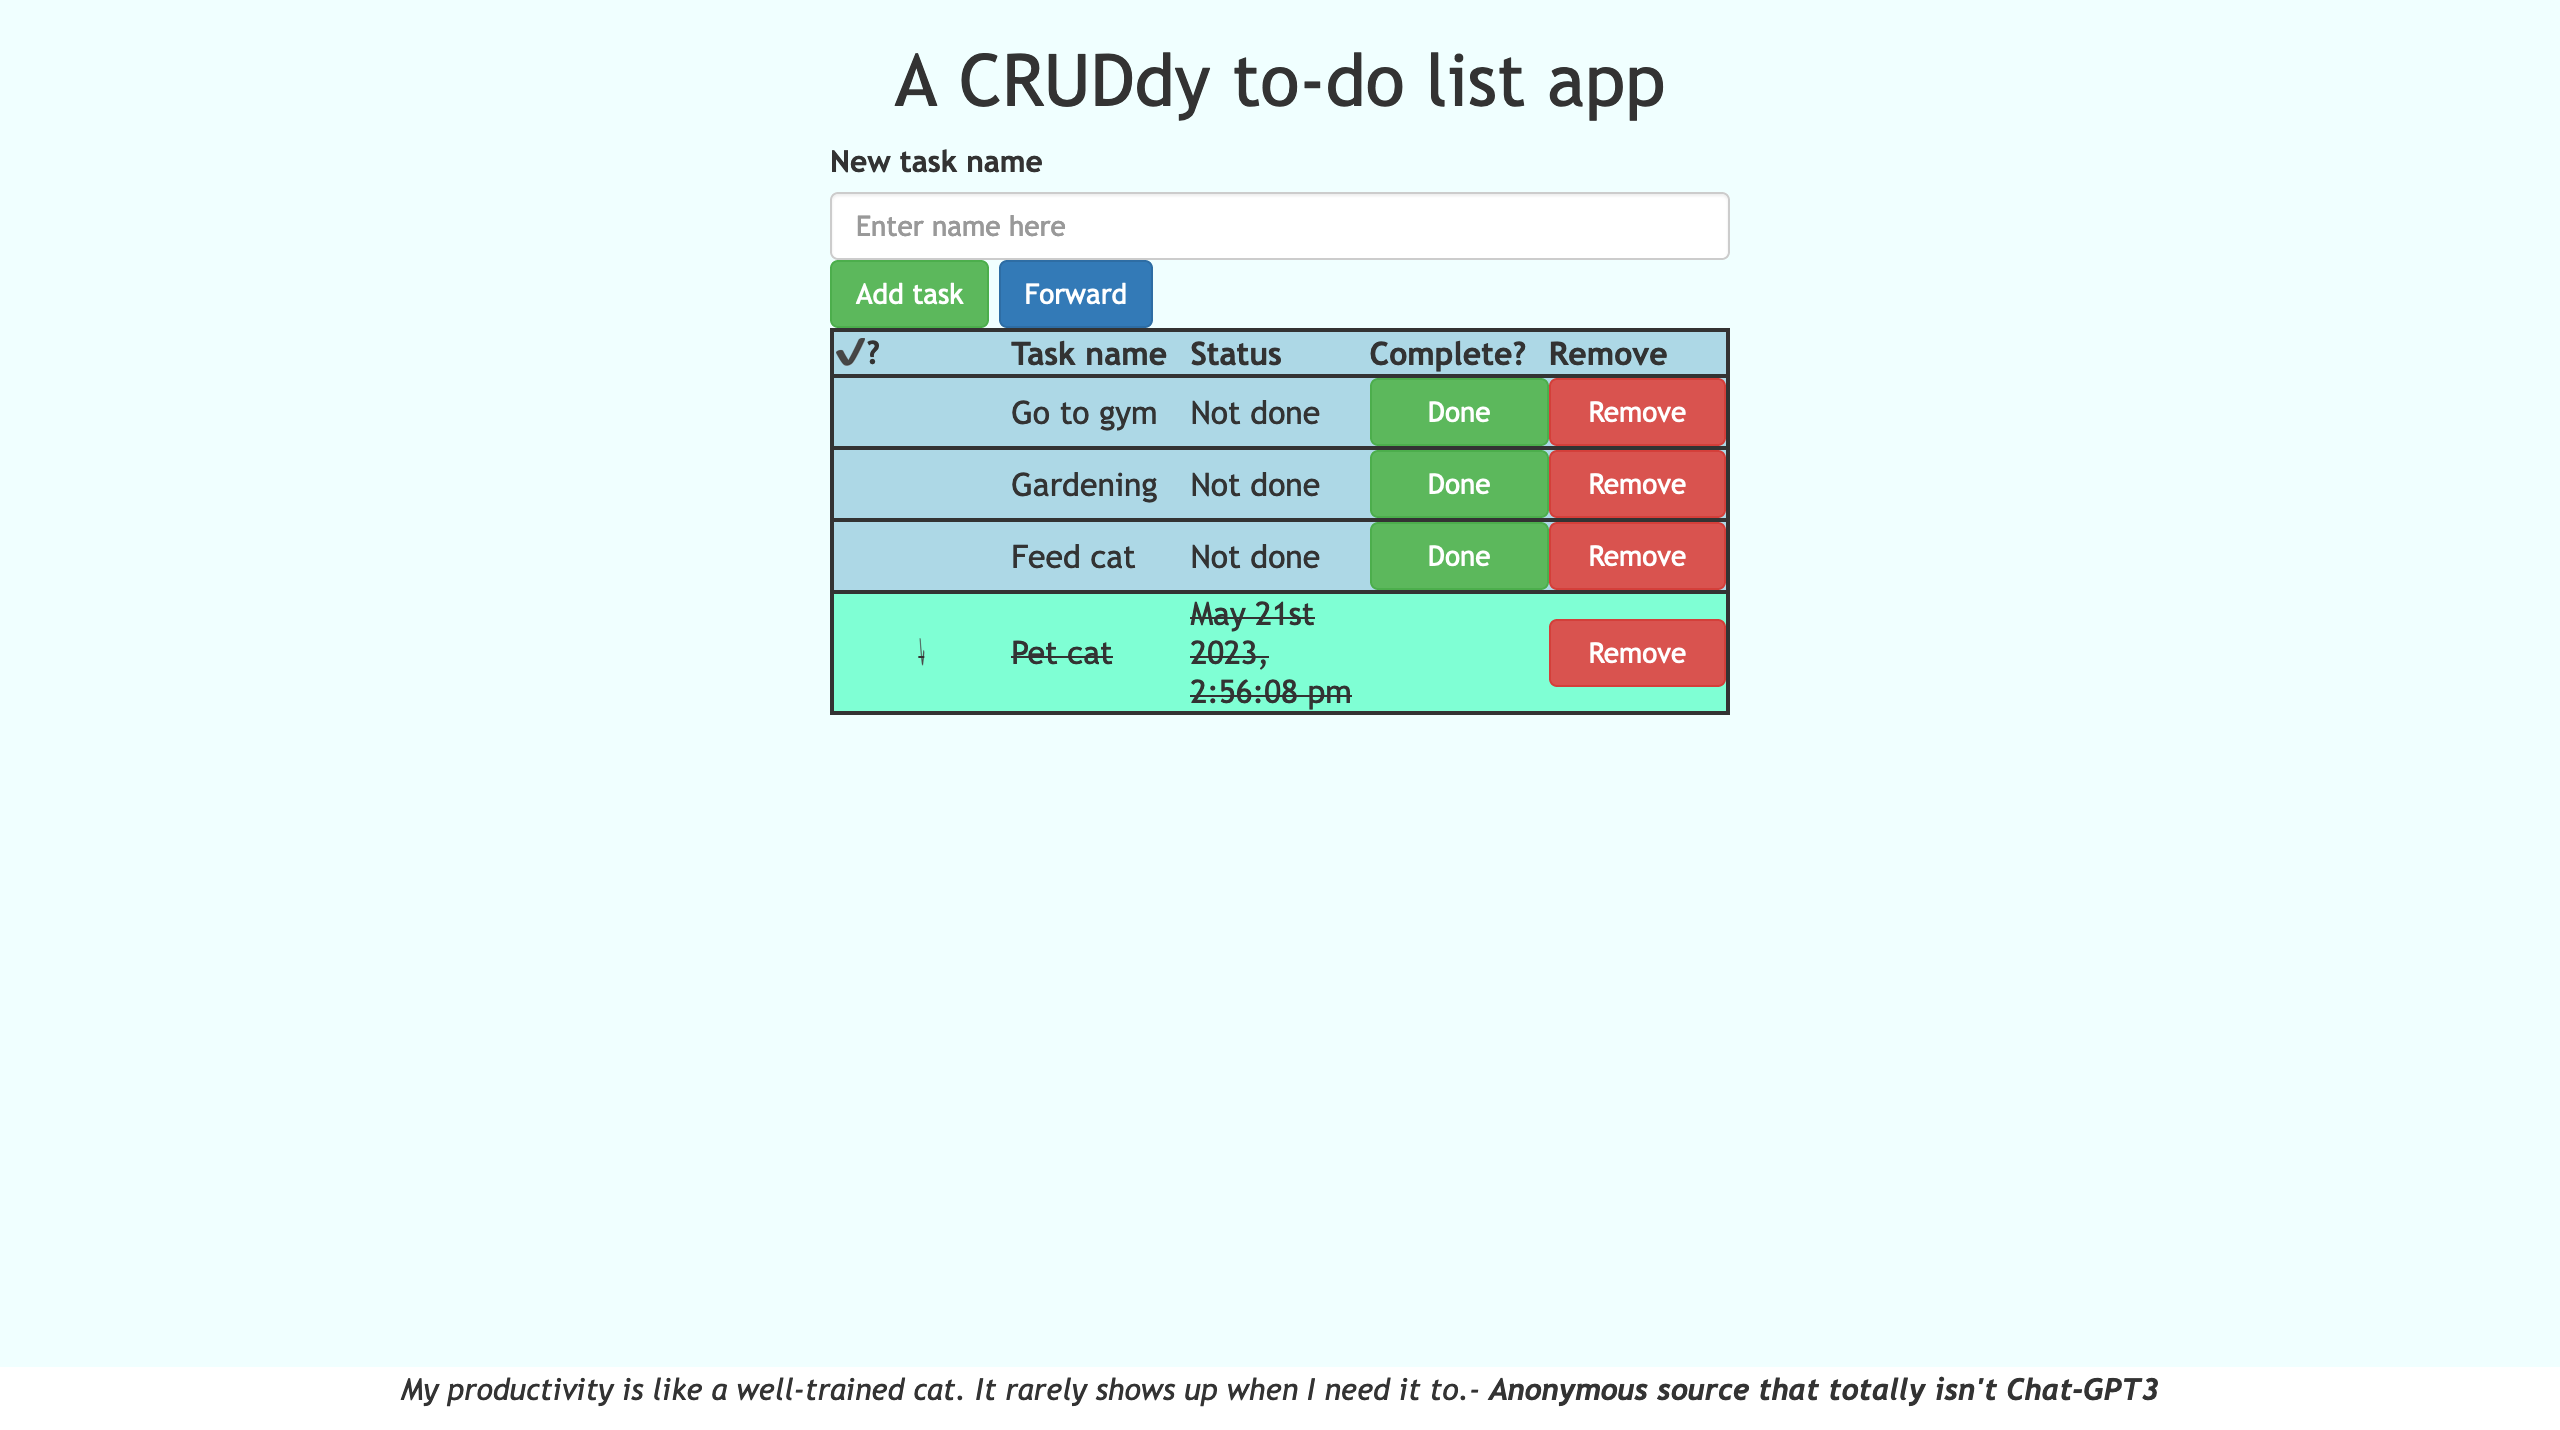 A CRUDdy to-do list app
New task name
Enter name here
Add task Forward
✔? Task name Status Complete? Remove
Go to gym Not done Done Remove
Gardening Not done Done Remove
Feed cat Not done Done Remove
Pet cat May 21st 2023, 2:56:08 pm Remove
My productivity is like a well-trained cat. It rarely shows up when I need it to.- Anonymous source that totally isn't Chat-GPT3